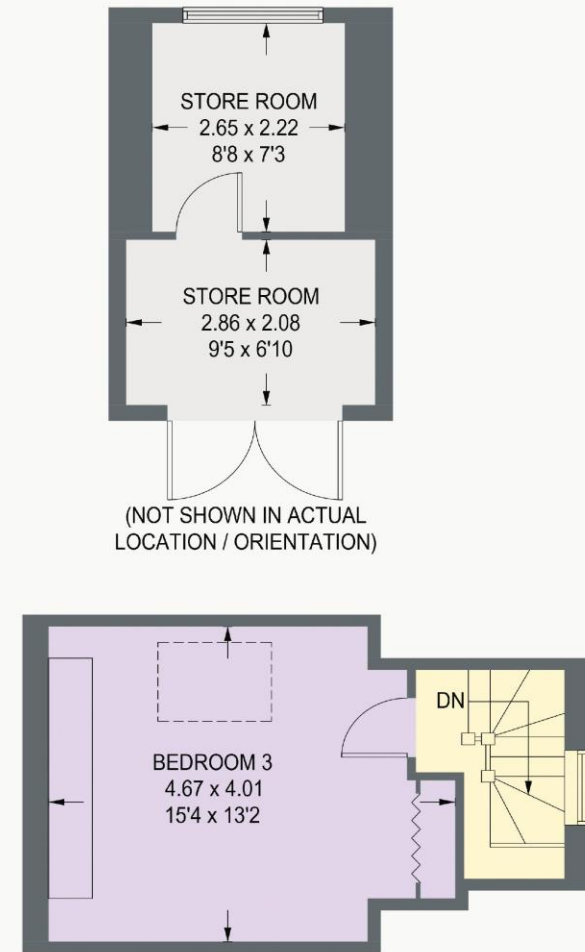 STORE ROOM
2.65 x 2.22
8'8 x 7'3
STORE ROOM
2.86 x 2.08
9'5 x 6'10
(NOT SHOWN IN ACTUAL
LOCATION / ORIENTATION)
DN
BEDROOM 3
4.67 x 4.01
15'4 x 13'2